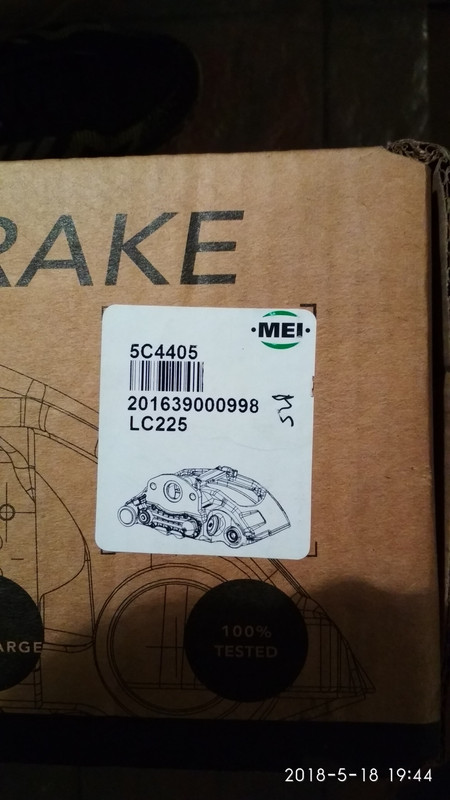 RAKE
·MEI·
5C4405
201639000998
LC225
ARGE
100%
TESTED
2018-5-18 19:44